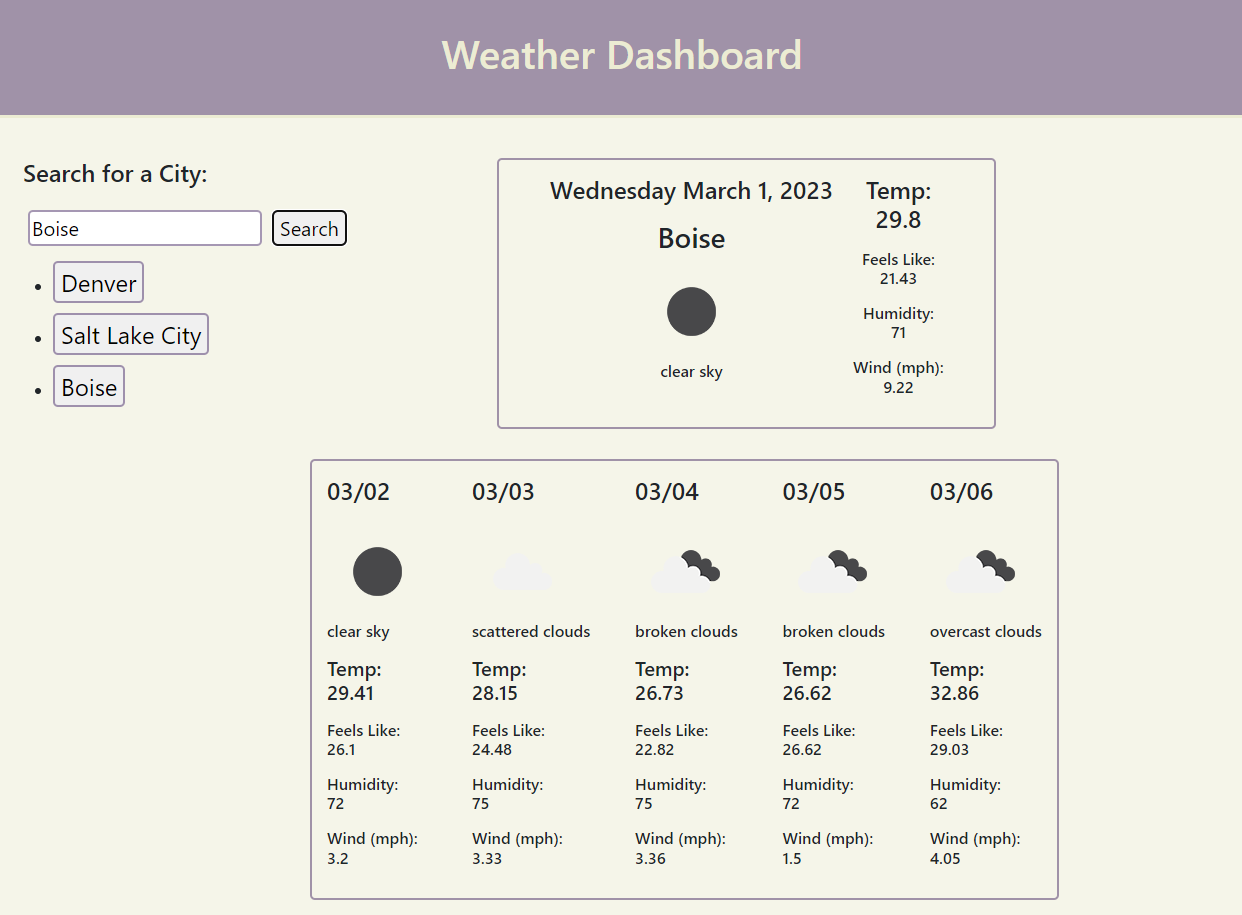 Weather Dashboard
Search for a City:
Boise
Search
Denver
Salt Lake City
Boise
Wednesday March 1, 2023
Boise
clear sky
Temp:
29.8
Feels Like:
21.43
Humidity:
71
Wind (mph):
9.22
03/02
clear sky
Temp:
29.41
Feels Like:
26.1
Humidity:
72
Wind (mph):
3.2
03/03
scattered clouds
Temp:
28.15
Feels Like:
24.48
Humidity:
75
Wind (mph):
3.33
03/04
broken clouds
Temp:
26.73
Feels Like:
22.82
Humidity:
75
Wind (mph):
3.36
03/05
broken clouds
Temp:
26.62
Feels Like:
26.62
Humidity:
72
Wind (mph):
1.5
03/06
overcast clouds
Temp:
32.86
Feels Like:
29.03
Humidity:
62
Wind (mph):
4.05